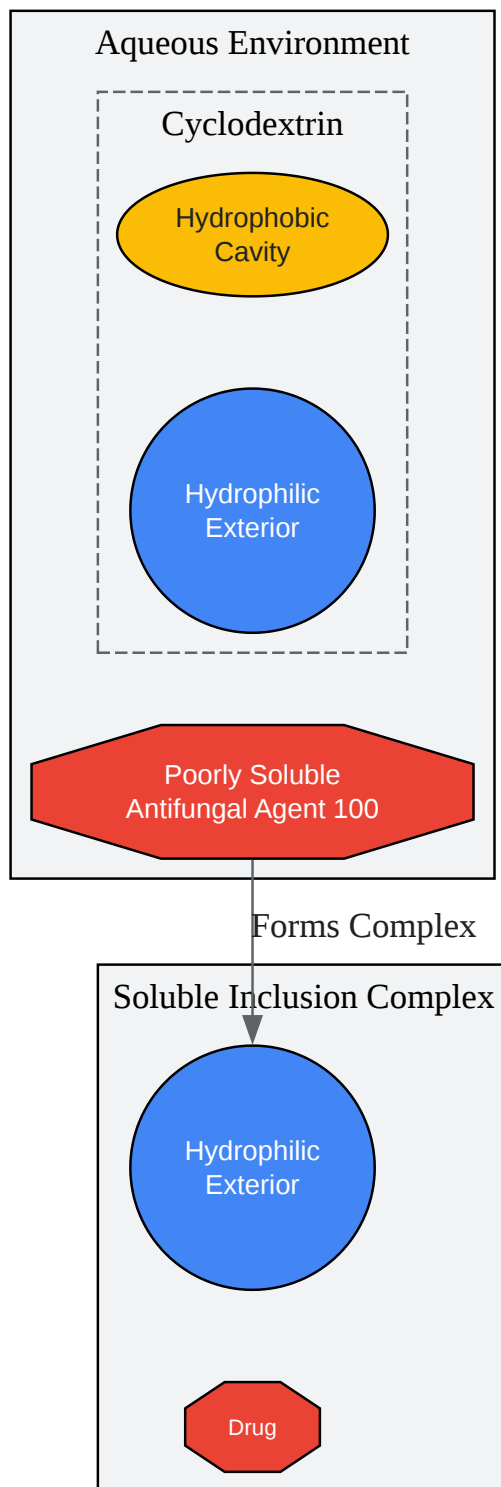 Aqueous Environment
Cyclodextrin
Hydrophobic
Cavity
Hydrophilic
Exterior
Poorly Soluble
Antifungal Agent 100
Forms Complex
Soluble Inclusion Complex
Hydrophilic
Exterior
Drug